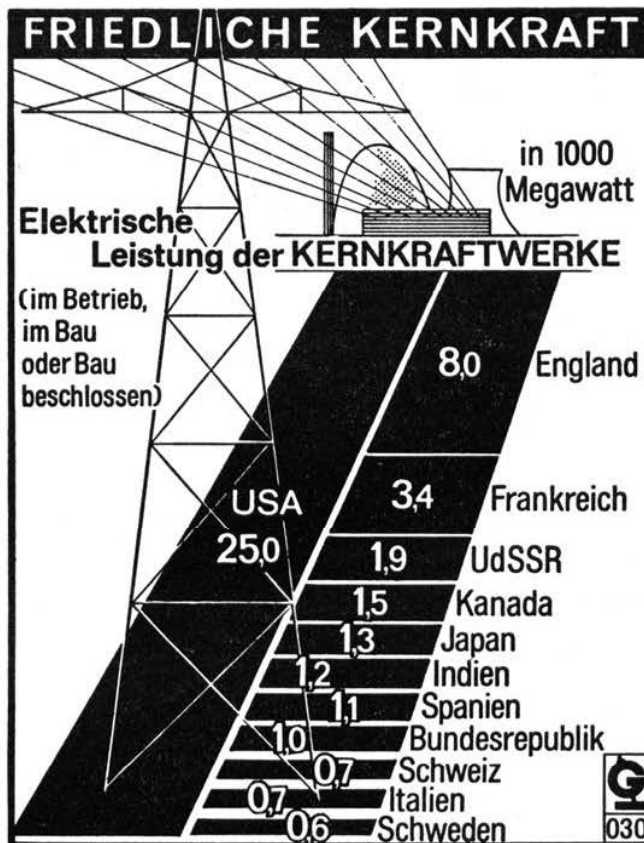 FRIEDLICHE KERNKRAFT
in 1000
Megawatt
Elektrische
Leistung der KERNKRAFTWERKE
(im Betrieb,
im Bau
oder Bau
beschlossen)
USA
25,0
8,0 England
3,4 Frankreich
1,9 UdSSR
1,5 Kanada
1,3 Japan
1,2 Indien
1,1 Spanien
1,0 Bundesrepublik
0,7 Schweiz
0,7 Italien
0,6 Schweden
G
030